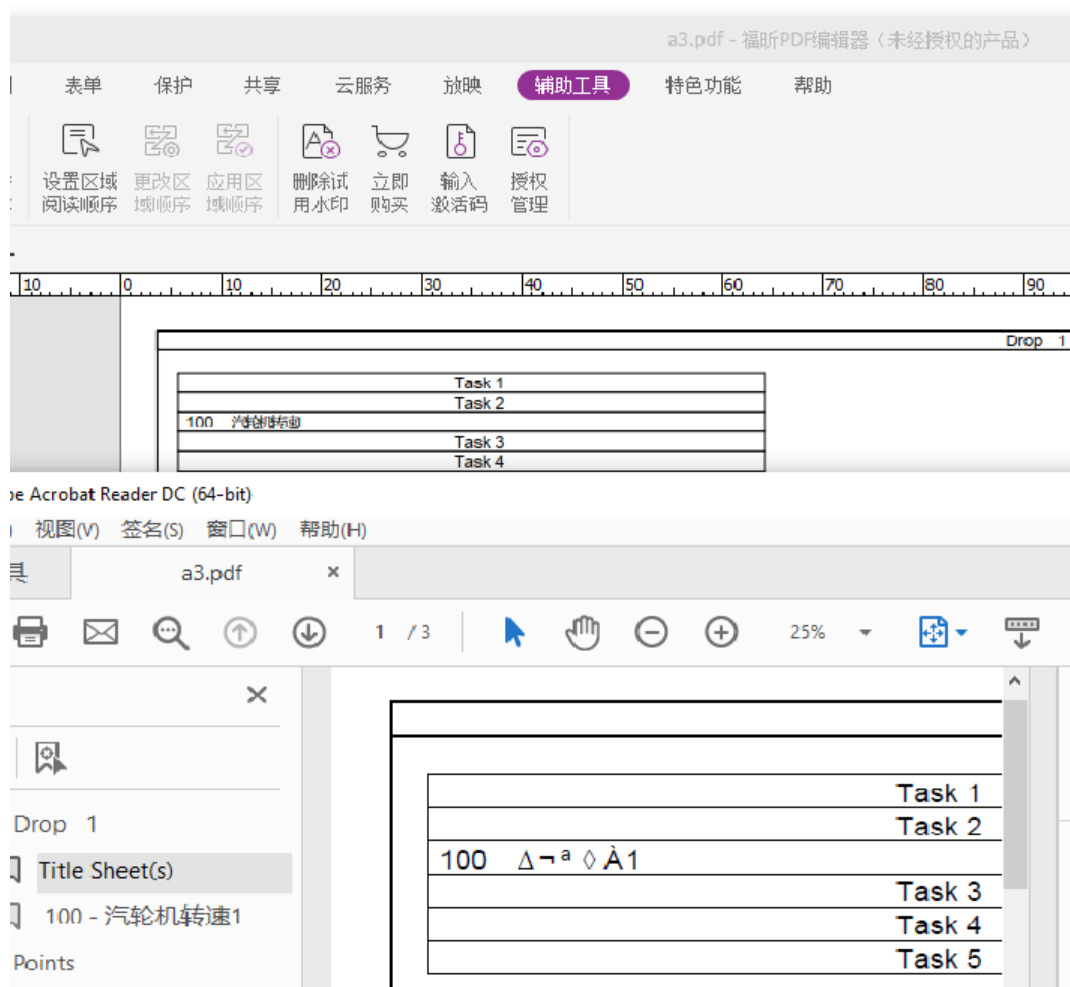 a3.pdf - 福昕PDF编辑器（未经授权的产品）
表单 保护 共享 云服务 放映 辅助工具 特色功能 帮助
设置区域 更改区 应用区 删除试 立即 输入 授权
阅读顺序 域顺序 域顺序 用水印 购买 激活码 管理
10 0 10 20 30 40 50 60 70 80 90
Drop 1
Task 1
Task 2
100 汽轮机转速1
Task 3
Task 4
Acrobat Reader DC (64-bit)
视图(V) 签名(S) 窗口(W) 帮助(H)
具 a3.pdf ×
1 / 3 25%
Drop 1
Title Sheet(s)
100 - 汽轮机转速1
Points
Task 1
Task 2
100 Δ¬ª◊À1
Task 3
Task 4
Task 5